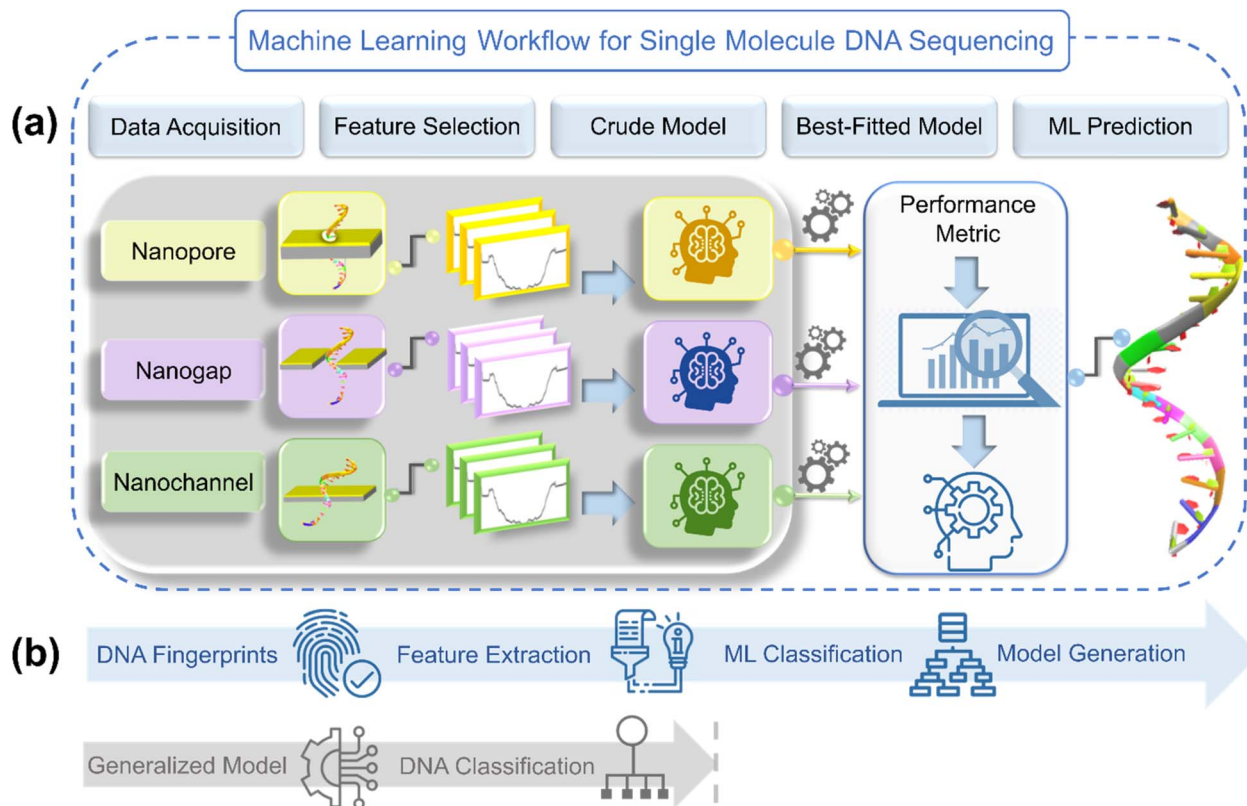 Machine Learning Workflow for Single Molecule DNA Sequencing
(a)
Data Acquisition
Feature Selection
Crude Model
Best-Fitted Model
ML Prediction
Nanopore
Nanogap
Nanochannel
Performance
Metric
(b)
DNA Fingerprints
Feature Extraction
ML Classification
Model Generation
Generalized Model
DNA Classification